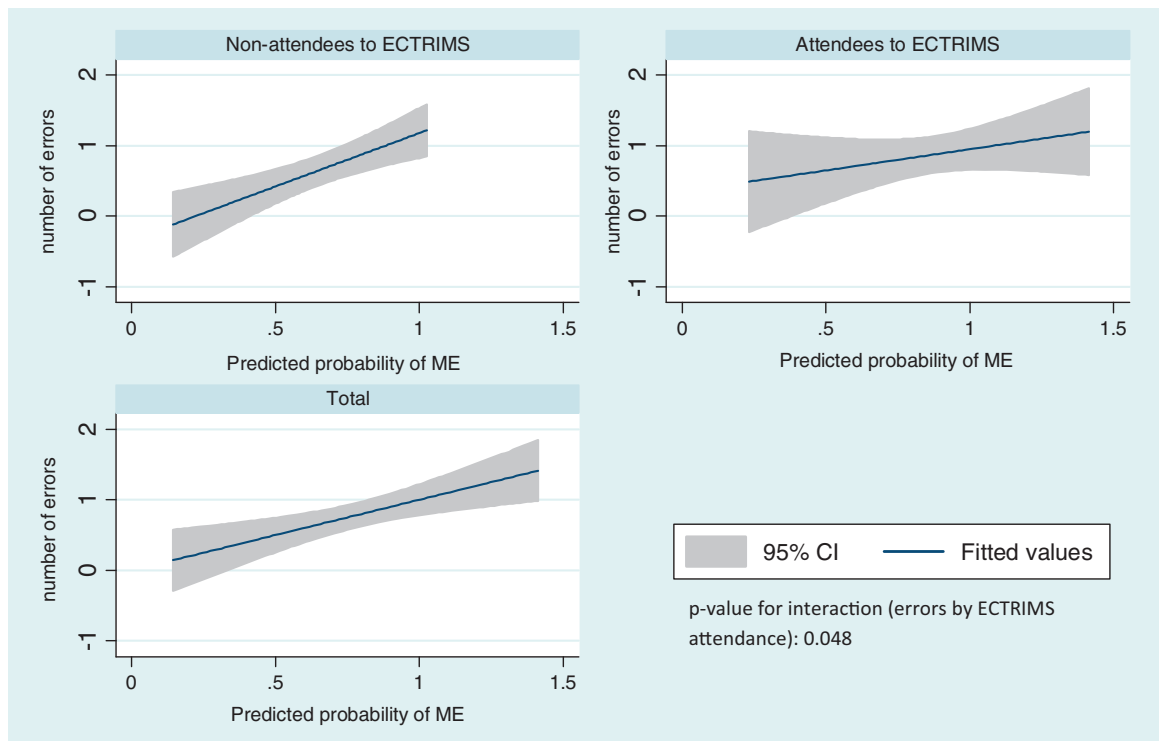 Non-attendees to ECTRIMS
number of errors
2
1
0
-1
0 .5 1 1.5
Predicted probability of ME
Attendees to ECTRIMS
number of errors
2
1
0
-1
0 .5 1 1.5
Predicted probability of ME
Total
number of errors
2
1
0
-1
0 .5 1 1.5
Predicted probability of ME
95% CI Fitted values
p-value for interaction (errors by ECTRIMS
attendance): 0.048